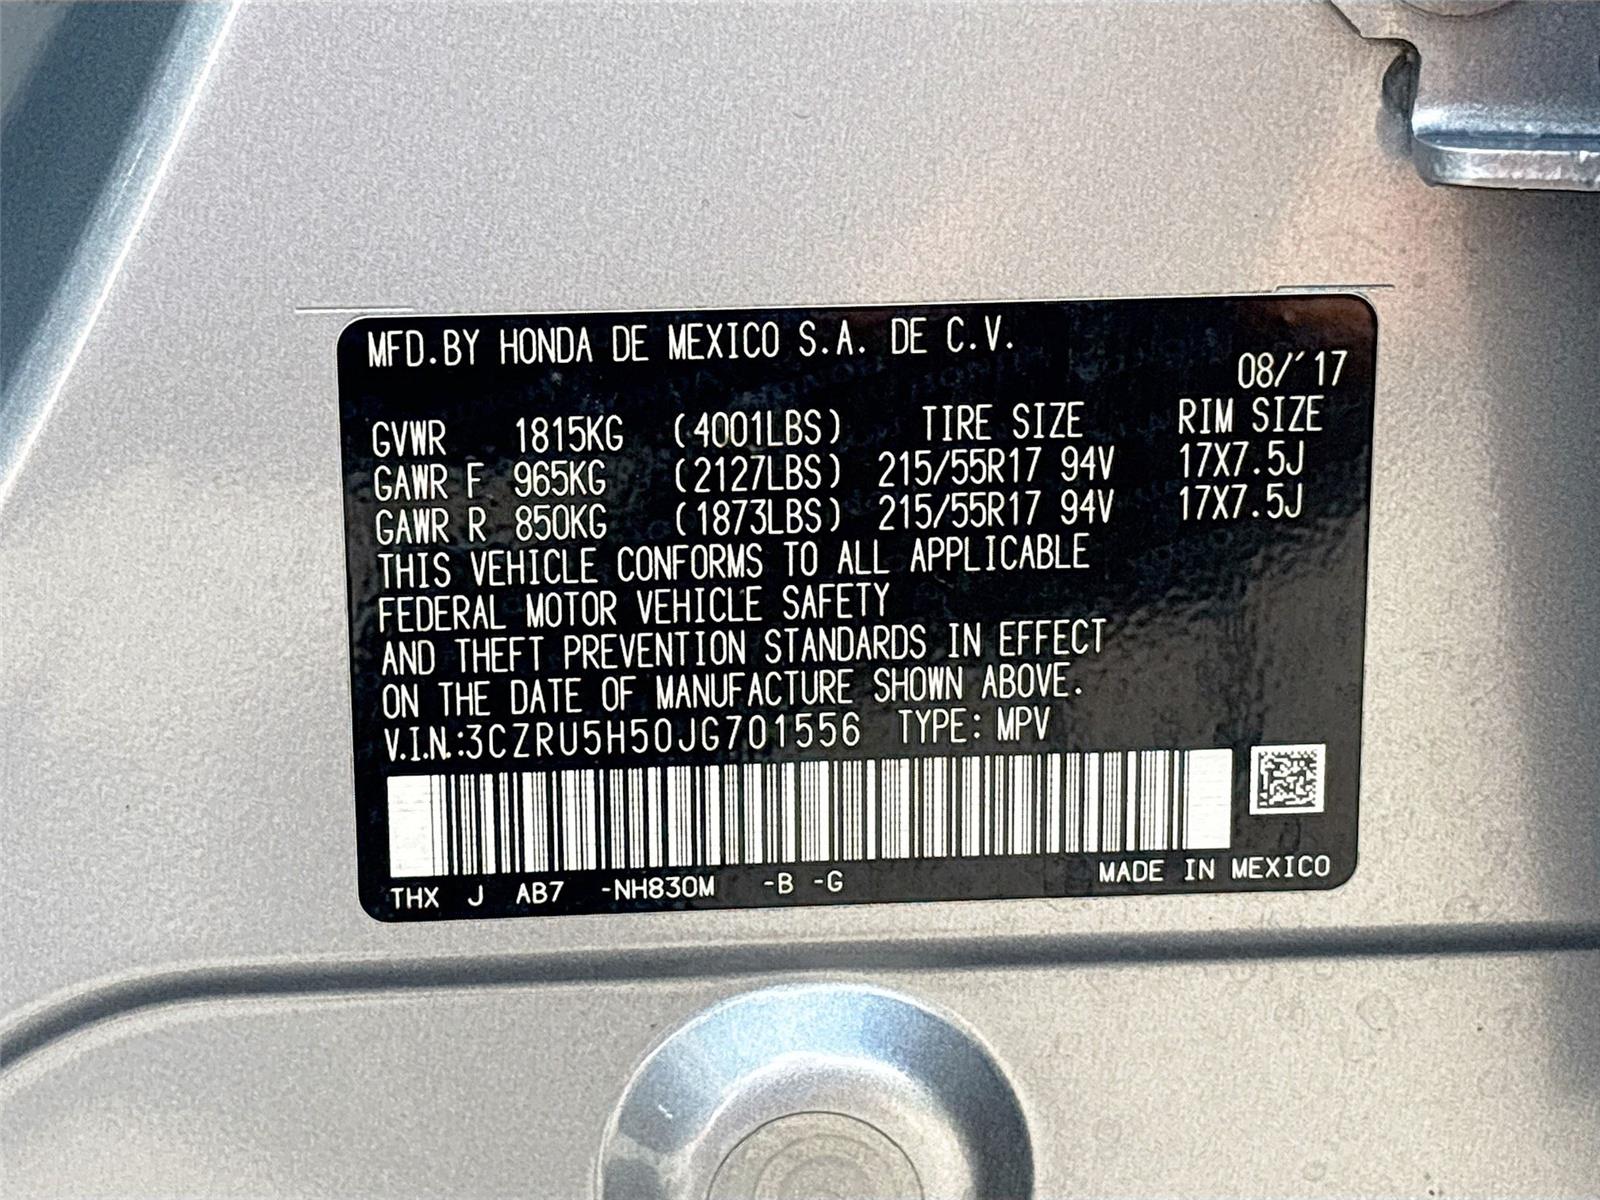 MFD.BY HONDA DE MEXICO S.A. DE C.V.
08/'17
GVWR 1815KG (4001LBS) TIRE SIZE RIM SIZE
GAWR F 965KG (2127LBS) 215/55R17 94V 17X7.5J
GAWR R 850KG (1873LBS) 215/55R17 94V 17X7.5J
THIS VEHICLE CONFORMS TO ALL APPLICABLE
FEDERAL MOTOR VEHICLE SAFETY
AND THEFT PREVENTION STANDARDS IN EFFECT
ON THE DATE OF MANUFACTURE SHOWN ABOVE.
V.I.N.:3CZRU5H50JG701556 TYPE: MPV
THX J AB7 -NH830M -B -G MADE IN MEXICO